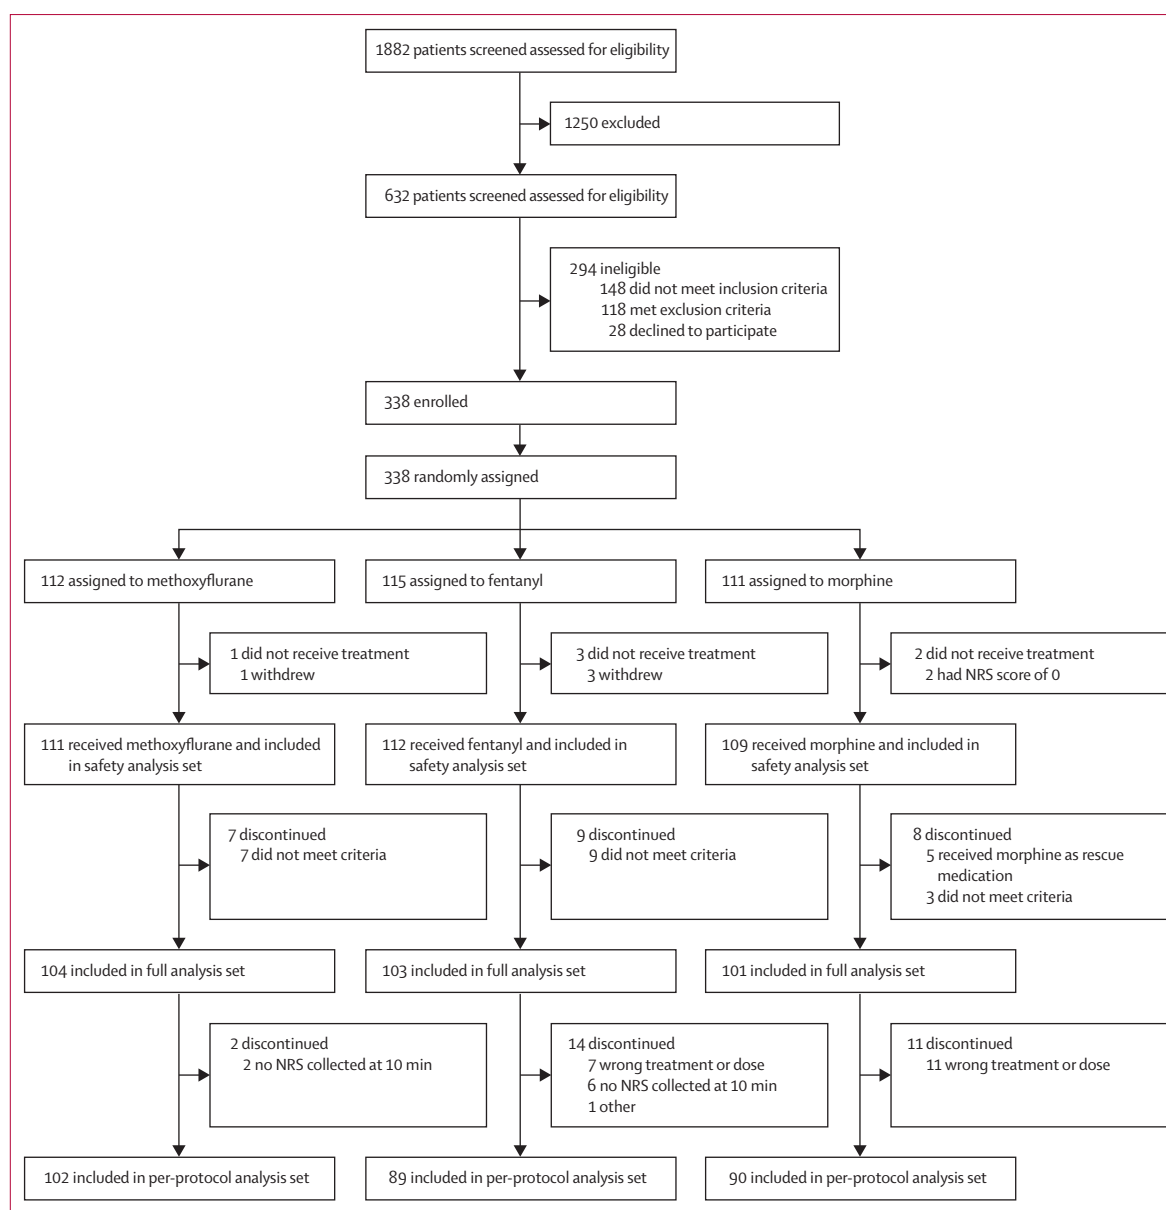 1882 patients screened assessed for eligibility
1250 excluded
632 patients screened assessed for eligibility
294 ineligible
148 did not meet inclusion criteria
118 met exclusion criteria
28 declined to participate
338 enrolled
338 randomly assigned
112 assigned to methoxyflurane
115 assigned to fentanyl
111 assigned to morphine
1 did not receive treatment
1 withdrew
3 did not receive treatment
3 withdrew
2 did not receive treatment
2 had NRS score of 0
111 received methoxyflurane and included
in safety analysis set
112 received fentanyl and included in
safety analysis set
109 received morphine and included in
safety analysis set
7 discontinued
7 did not meet criteria
9 discontinued
9 did not meet criteria
8 discontinued
5 received morphine as rescue
medication
3 did not meet criteria
104 included in full analysis set
103 included in full analysis set
101 included in full analysis set
2 discontinued
2 no NRS collected at 10 min
14 discontinued
7 wrong treatment or dose
6 no NRS collected at 10 min
1 other
11 discontinued
11 wrong treatment or dose
102 included in per-protocol analysis set
89 included in per-protocol analysis set
90 included in per-protocol analysis set